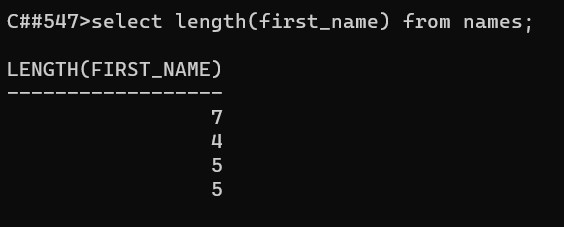 C##547>select length(first_name) from names;
LENGTH(FIRST_NAME)
------------------
7
4
5
5